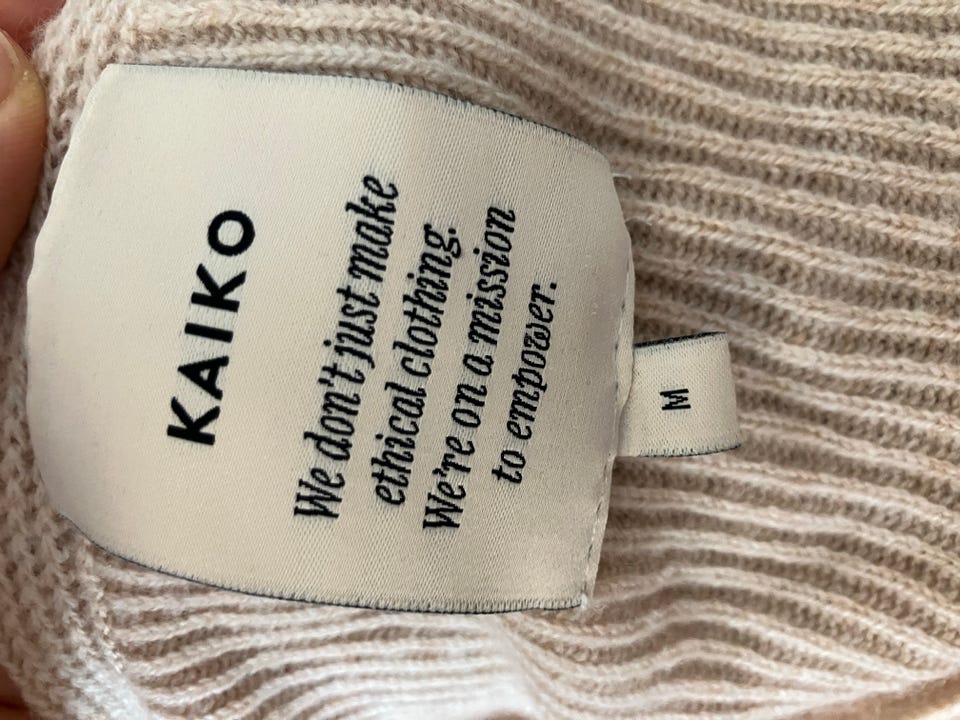 KAIKO
We don't just make
ethical clothing.
We're on a mission
to empower.
M